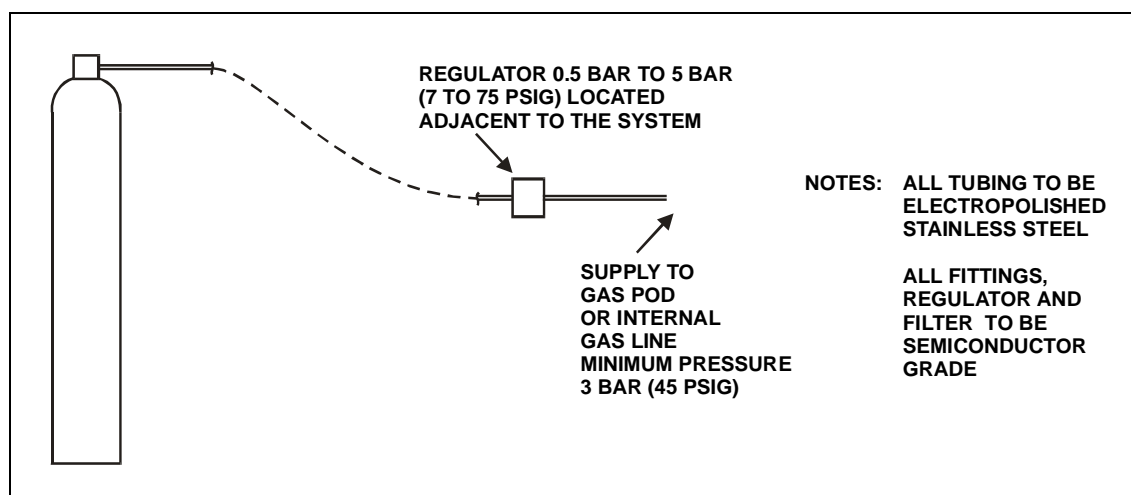 REGULATOR 0.5 BAR TO 5 BAR
(7 TO 75 PSIG) LOCATED
ADJACENT TO THE SYSTEM
SUPPLY TO
GAS POD
OR INTERNAL
GAS LINE
MINIMUM PRESSURE
3 BAR (45 PSIG)
NOTES: ALL TUBING TO BE
ELECTROPOLISHED
STAINLESS STEEL
ALL FITTINGS,
REGULATOR AND
FILTER TO BE
SEMICONDUCTOR
GRADE